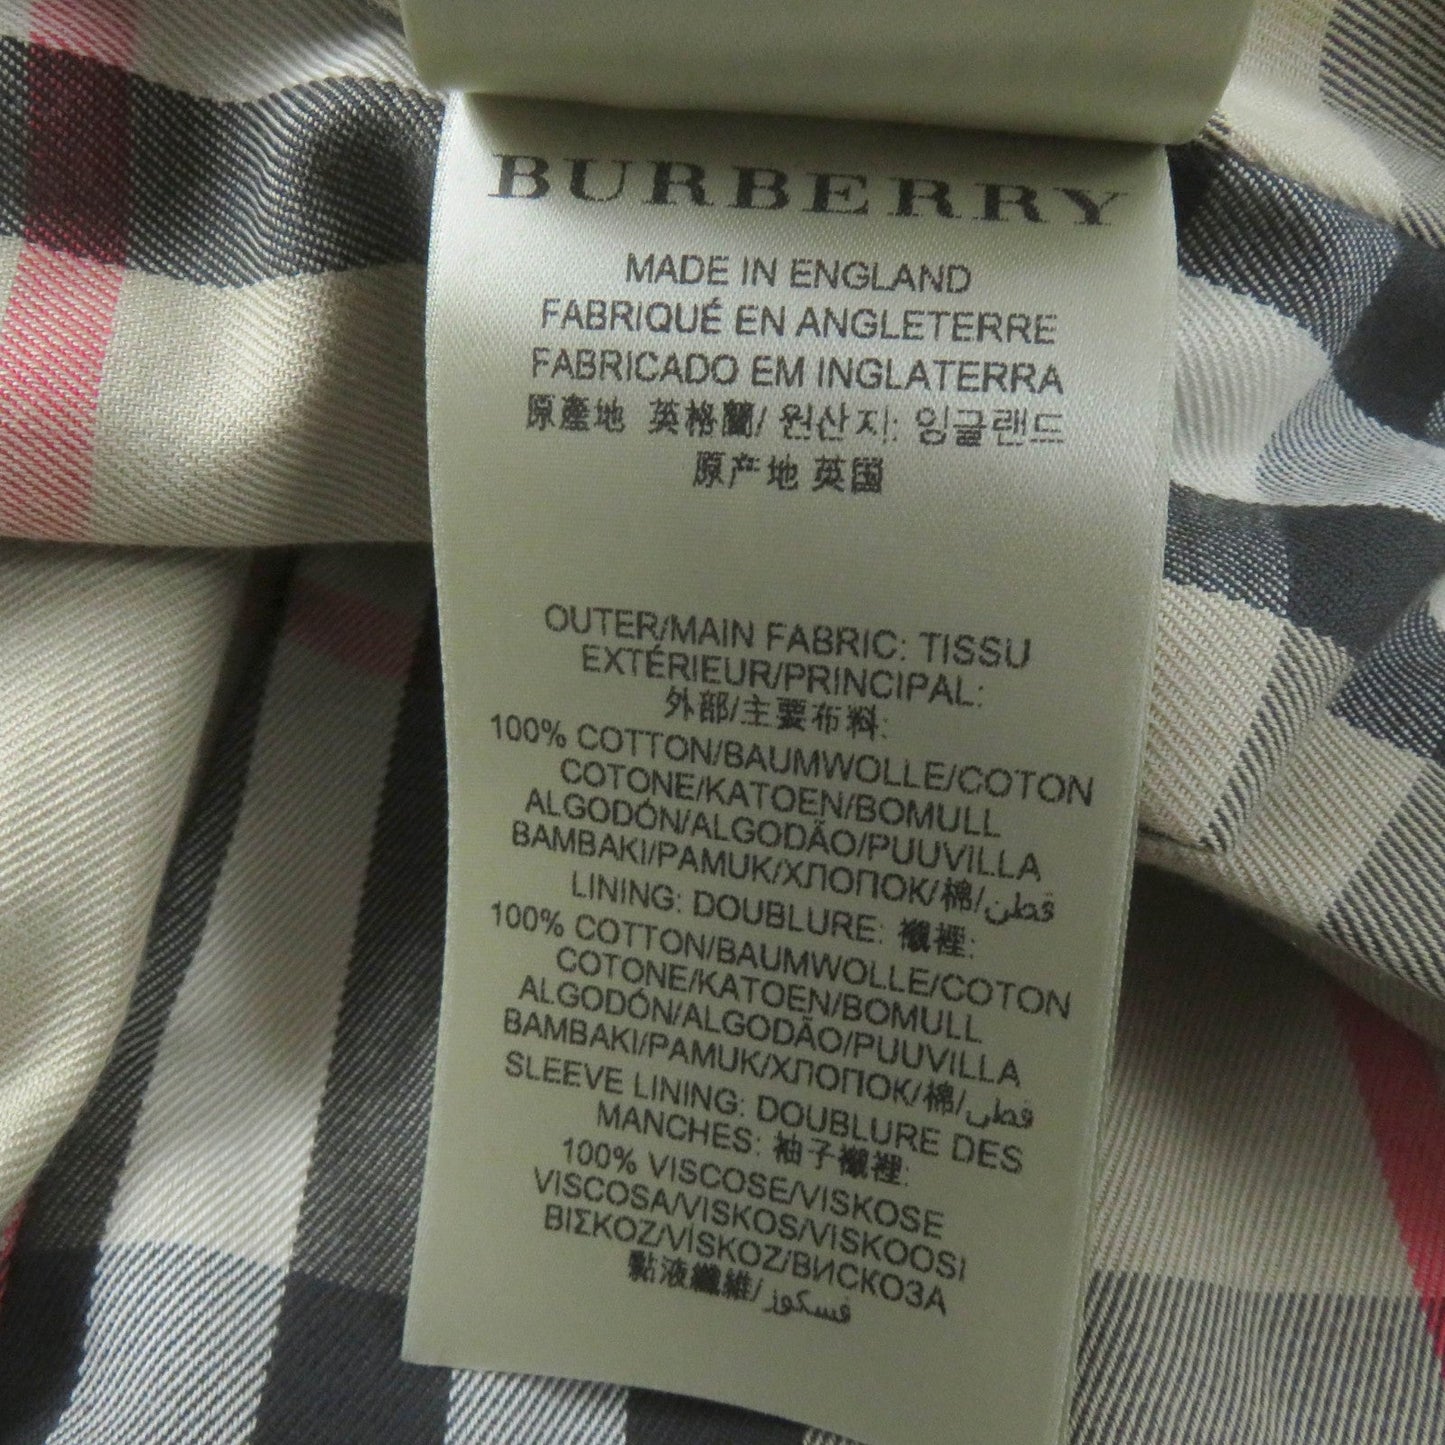 BURBERRY
MADE IN ENGLAND
FABRIQUÉ EN ANGLETERRE
FABRICADO EM INGLATERRA
原產地 英格蘭/ 원산지: 잉글랜드
原产地 英国
OUTER/MAIN FABRIC: TISSU
EXTÉRIEUR/PRINCIPAL:
外部/主要布料:
100% COTTON/BAUMWOLLE/COTON
COTONE/KATOEN/BOMULL
ALGODÓN/ALGODÃO/PUUVILLA
BAMBAKI/PAMUK/ХЛОПОК/棉/قطن
LINING: DOUBLURE: 襯裡:
100% COTTON/BAUMWOLLE/COTON
COTONE/KATOEN/BOMULL
ALGODÓN/ALGODÃO/PUUVILLA
BAMBAKI/PAMUK/ХЛОПОК/棉/قطن
SLEEVE LINING: DOUBLURE DES
MANCHES: 袖子襯裡:
100% VISCOSE/VISKOSE
VISCOSA/VISKOS/VISKOOSI
ΒΙΣΚΟΖ/VİSKOZ/ВИСКОЗА
黏液纖維/فسكوز